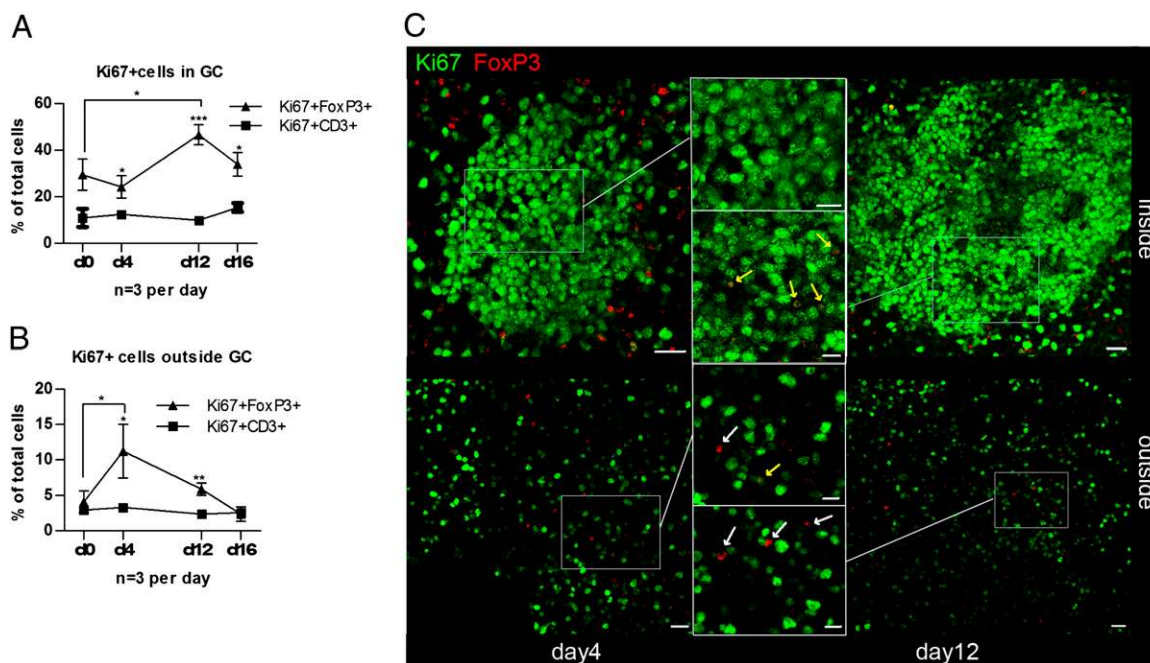 A
Ki67+cells in GC
*
Ki67+FoxP3+
Ki67+CD3+
***
*
*
% of total cells
60
40
20
0
d0 d4 d12 d16
n=3 per day
B
Ki67+ cells outside GC
*
*
**
Ki67+FoxP3+
Ki67+CD3+
% of total cells
20
15
10
5
0
d0 d4 d12 d16
n=3 per day
C
Ki67 FoxP3
Inside
outside
day4 day12